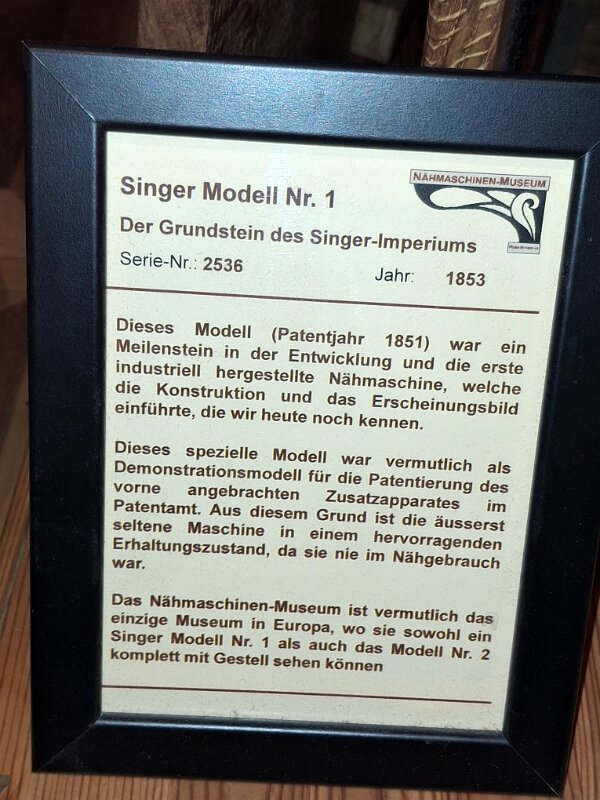 NÄHMASCHINEN-MUSEUM
Singer Modell Nr. 1
Der Grundstein des Singer-Imperiums
Serie-Nr.: 2536 Jahr: 1853
Dieses Modell (Patentjahr 1851) war ein
Meilenstein in der Entwicklung und die erste
industriell hergestellte Nähmaschine, welche
die Konstruktion und das Erscheinungsbild
einführte, die wir heute noch kennen.
Dieses spezielle Modell war vermutlich als
Demonstrationsmodell für die Patentierung des
vorne angebrachten Zusatzapparates im
Patentamt. Aus diesem Grund ist die äusserst
seltene Maschine in einem hervorragenden
Erhaltungszustand, da sie nie im Nähgebrauch
war.
Das Nähmaschinen-Museum ist vermutlich das
einzige Museum in Europa, wo sie sowohl ein
Singer Modell Nr. 1 als auch das Modell Nr. 2
komplett mit Gestell sehen können